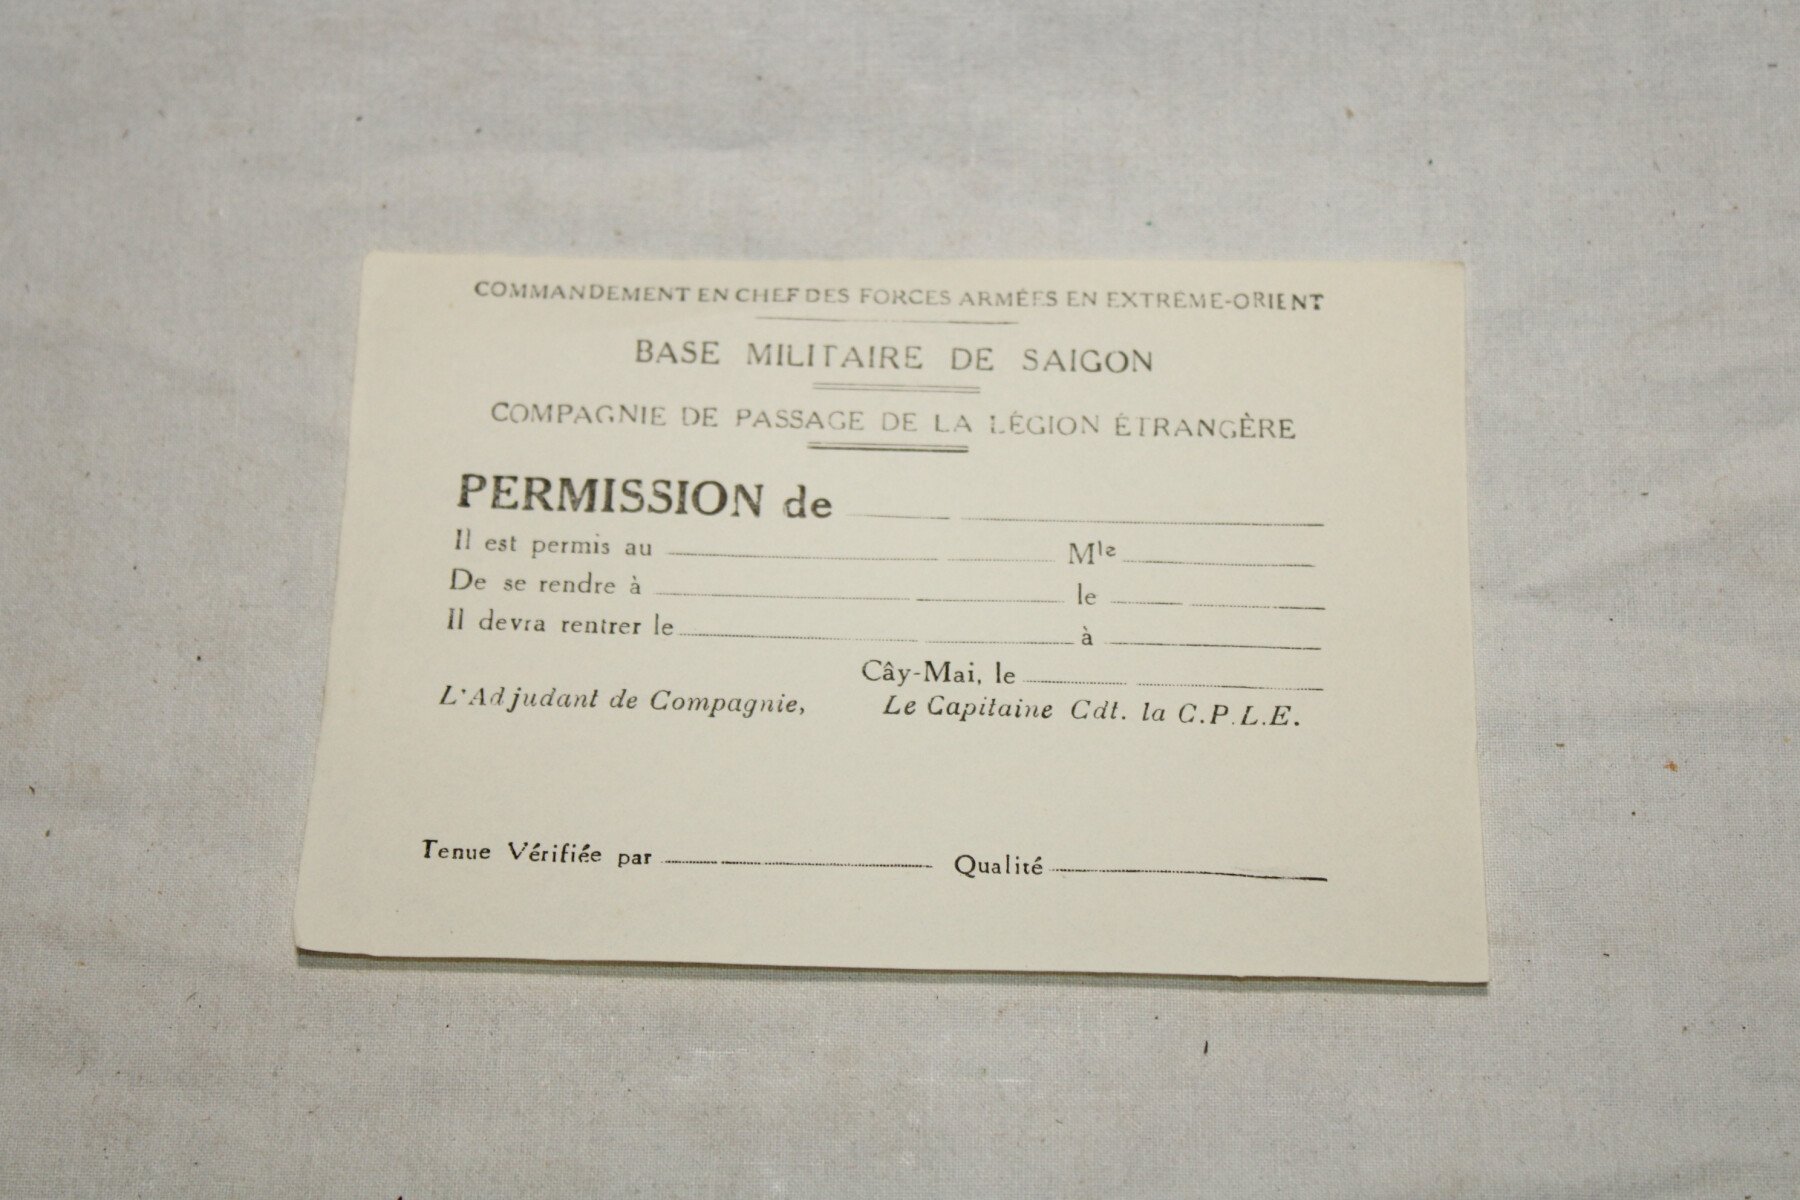 COMMANDEMENT EN CHEF DES FORCES ARMÉES EN EXTRÊME-ORIENT
BASE MILITAIRE DE SAIGON
COMPAGNIE DE PASSAGE DE LA LÉGION ÉTRANGÈRE
PERMISSION de
Il est permis au Mle
De se rendre à le
Il devra rentrer le à
Cây-Mai, le
L'Adjudant de Compagnie, Le Capitaine Cdt. la C.P.L.E.
Tenue Vérifiée par Qualité